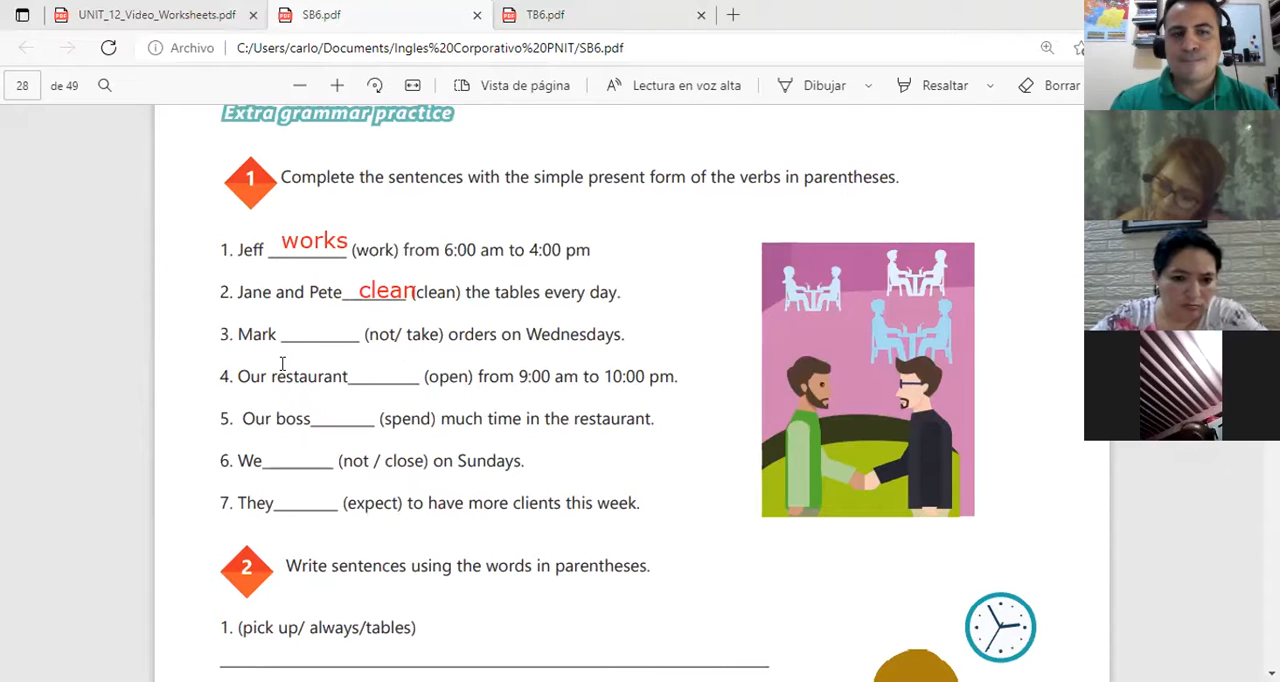 UNIT_12_Video_Worksheets.pdf
SB6.pdf
TB6.pdf
Archivo
C:/Users/carlo/Documents/Ingles%20Corporativo%20PNIT/SB6.pdf
28
de 49
Vista de página
Lectura en voz alta
Dibujar
Resaltar
Borrar
Extra grammar practice
1 Complete the sentences with the simple present form of the verbs in parentheses.
1. Jeff works (work) from 6:00 am to 4:00 pm
2. Jane and Pete clean (clean) the tables every day.
3. Mark _________ (not/ take) orders on Wednesdays.
4. Our restaurant________ (open) from 9:00 am to 10:00 pm.
5. Our boss_______ (spend) much time in the restaurant.
6. We________ (not / close) on Sundays.
7. They_______ (expect) to have more clients this week.
2 Write sentences using the words in parentheses.
1. (pick up/ always/tables)